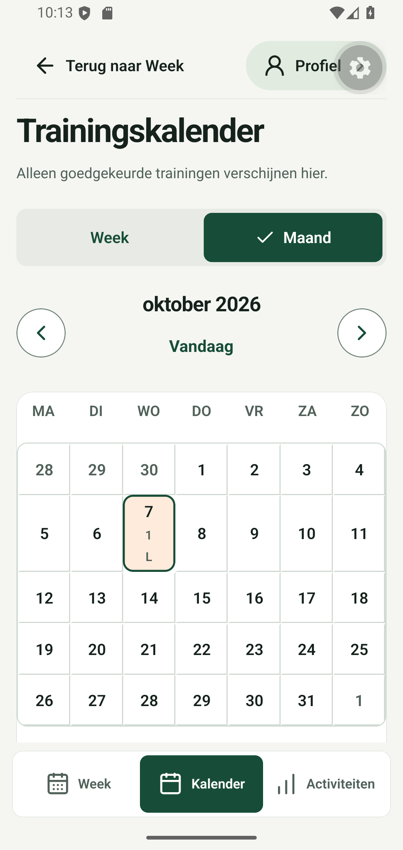 10:13
Terug naar Week
Profiel
Trainingskalender
Alleen goedgekeurde trainingen verschijnen hier.
Week
Maand
oktober 2026
Vandaag
MA DI WO DO VR ZA ZO
28 29 30 1 2 3 4
5 6 7 8 9 10 11
1
L
12 13 14 15 16 17 18
19 20 21 22 23 24 25
26 27 28 29 30 31 1
Week
Kalender
Activiteiten